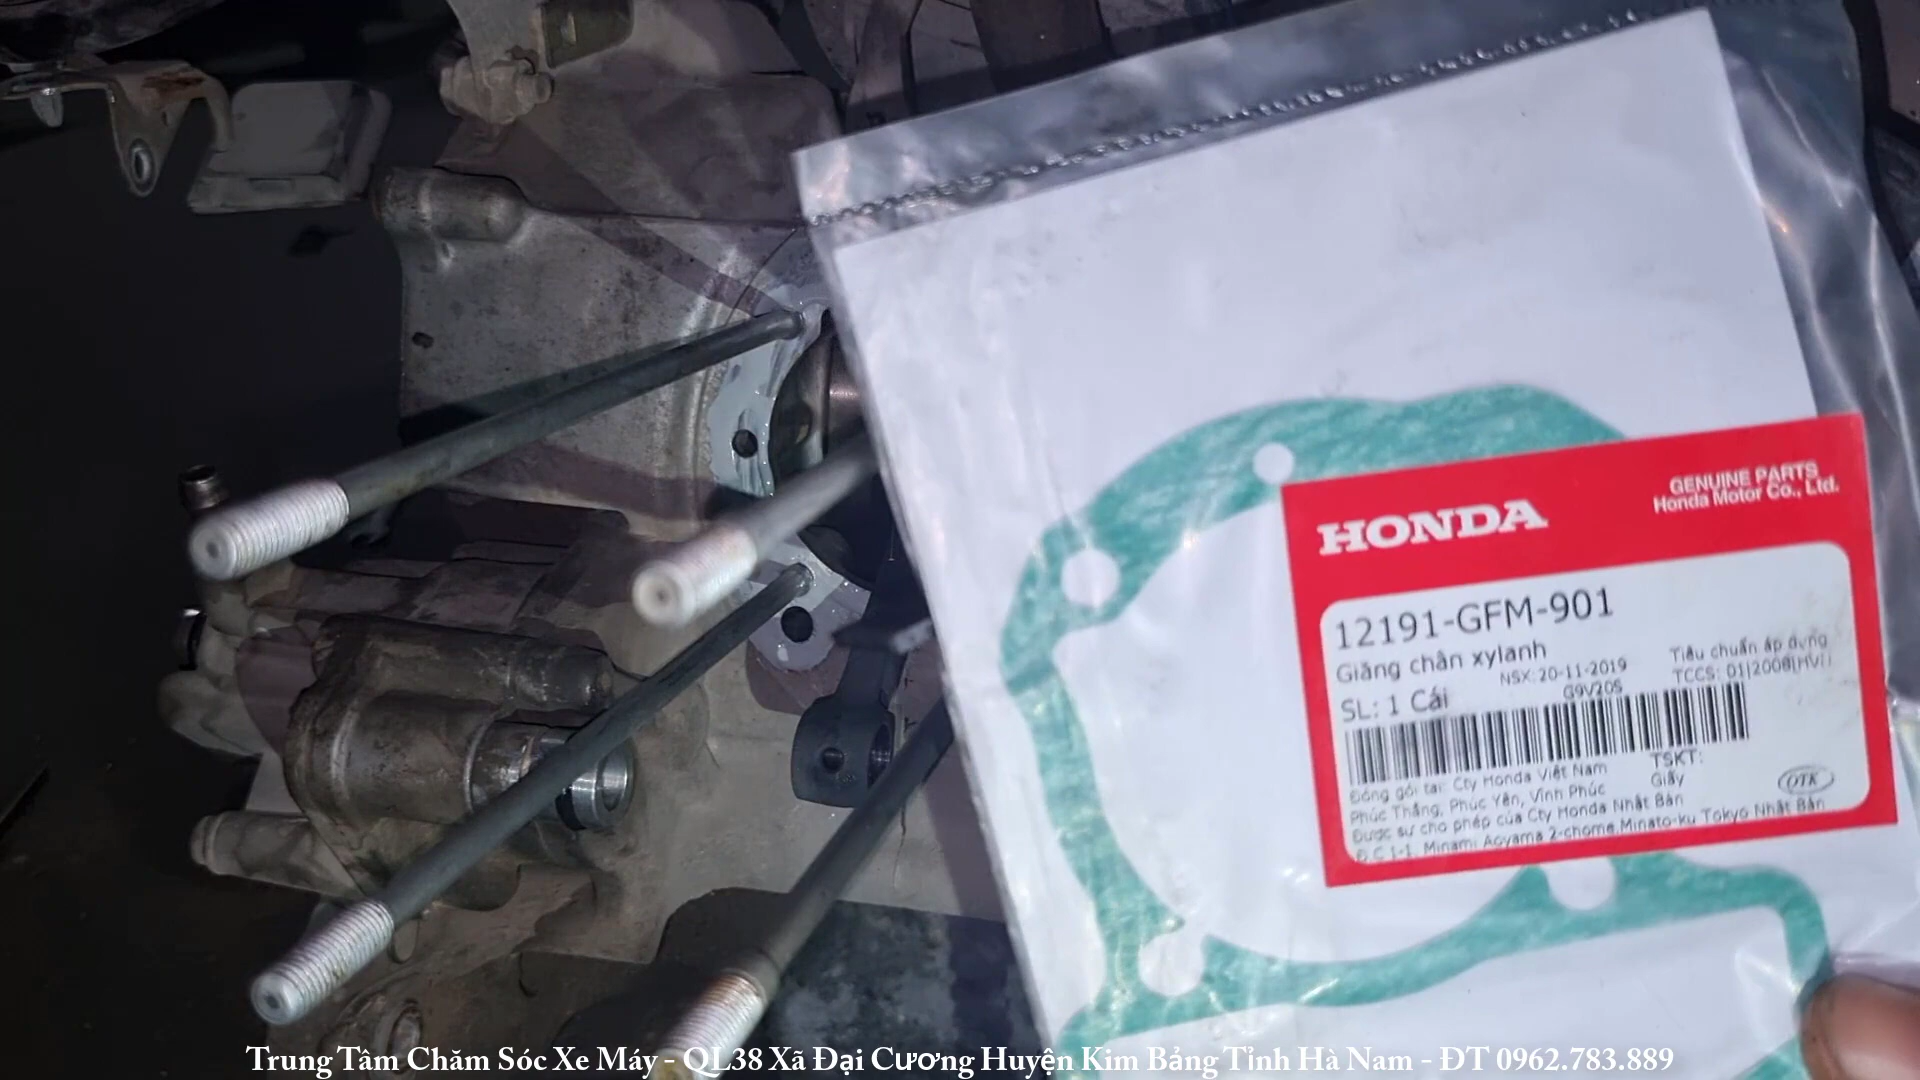 GENUINE PARTS
Honda Motor Co., Ltd.
HONDA
12191-GFM-901
Giăng chân xylanh
Tiêu chuẩn áp dụng
NSX: 20-11-2019
TCCS: 01|2008|HVN
SL: 1 Cái
G9V20S
TSKT:
Giấy
OTK
Đóng gói tại: Cty Honda Việt Nam
Phúc Thắng, Phúc Yên, Vĩnh Phúc
Được sự cho phép của Cty Honda Nhật Bản
Đ.C 1-1, Minami Aoyama 2-chome, Minato-ku Tokyo Nhật Bản
Trung Tâm Chăm Sóc Xe Máy - QL38 Xã Đại Cương Huyện Kim Bảng Tỉnh Hà Nam - ĐT 0962.783.889